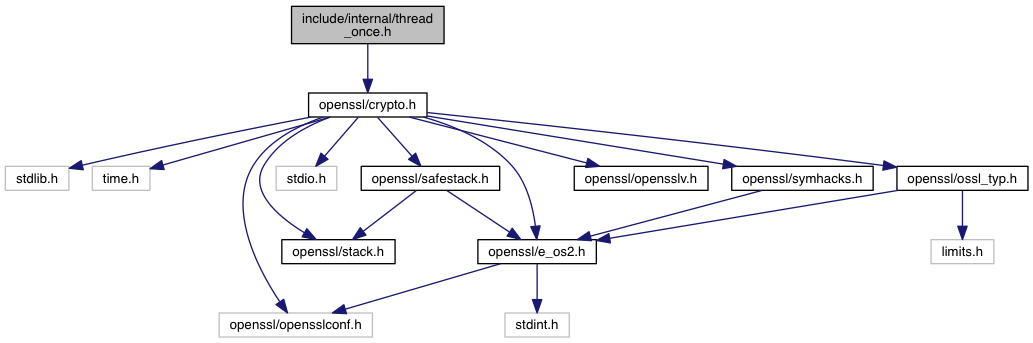 include/internal/thread
_once.h
openssl/crypto.h
stdlib.h
time.h
stdio.h
openssl/safestack.h
openssl/opensslv.h
openssl/symhacks.h
openssl/ossl_typ.h
openssl/stack.h
openssl/e_os2.h
limits.h
openssl/opensslconf.h
stdint.h